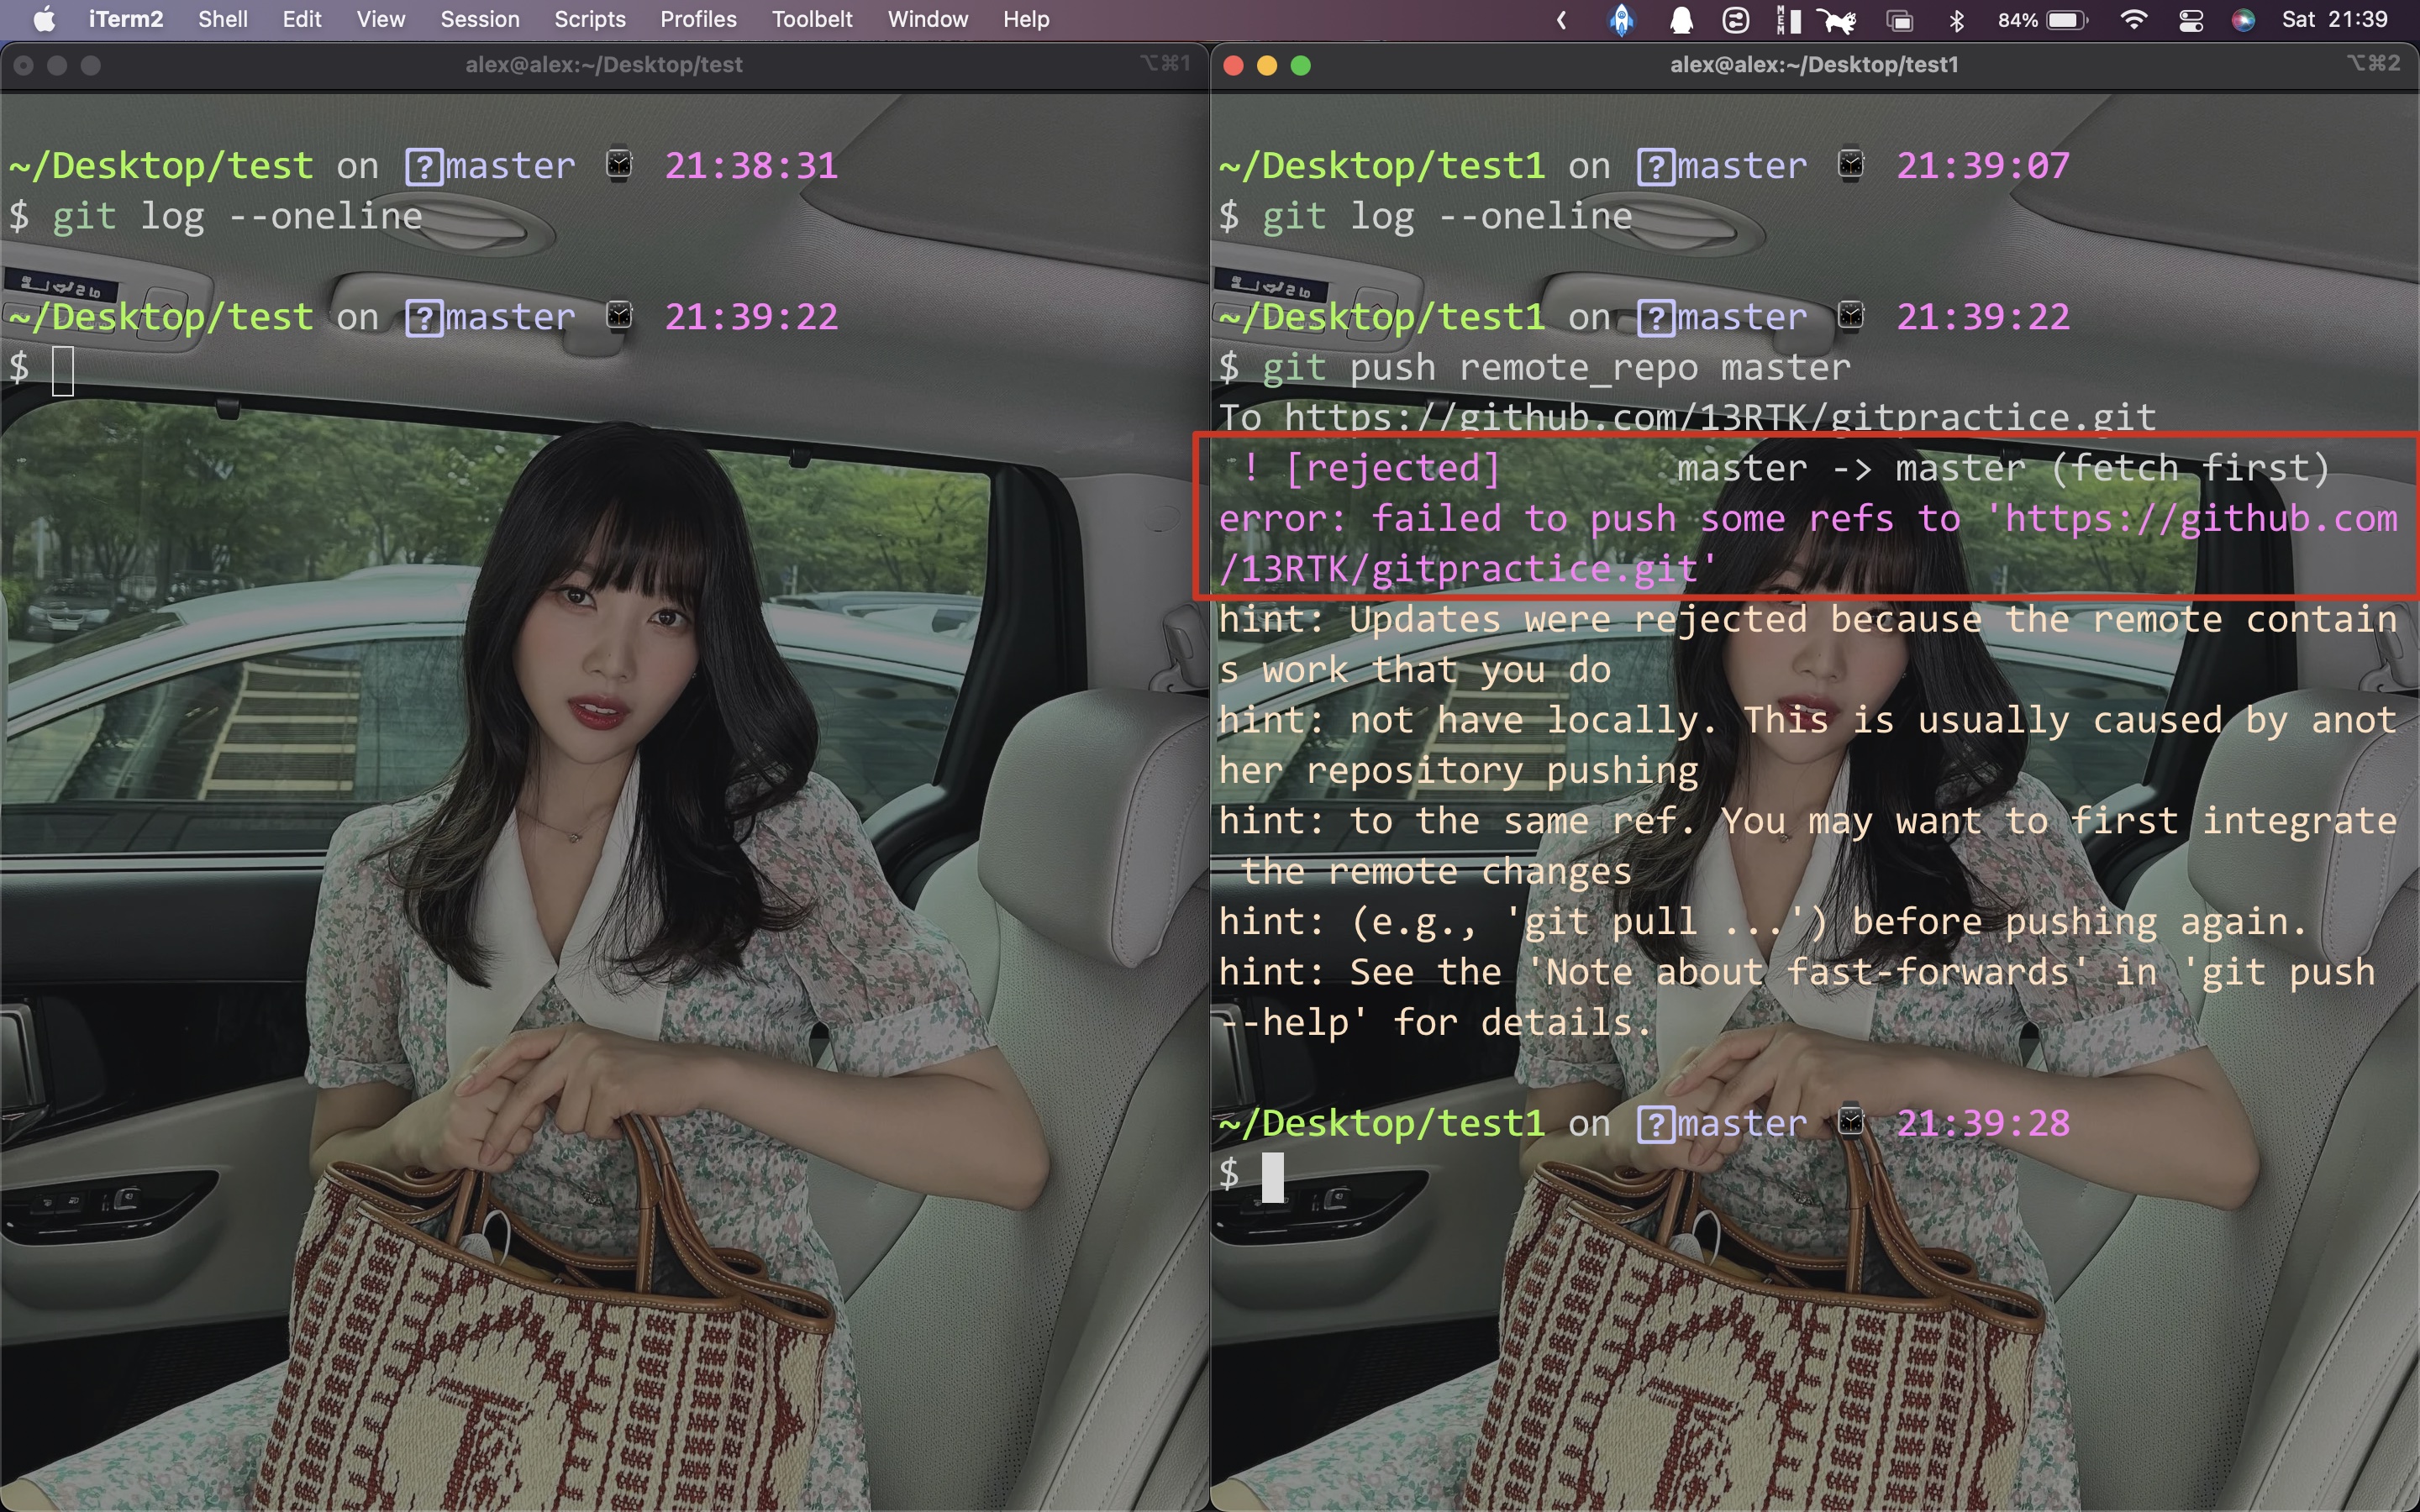 iTerm2 Shell Edit View Session Scripts Profiles Toolbelt Window Help 84% Sat 21:39
alex@alex:~/Desktop/test ⌥⌘1
~/Desktop/test on ?master 21:38:31
$ git log --oneline
~/Desktop/test on ?master 21:39:22
$
alex@alex:~/Desktop/test1 ⌥⌘2
~/Desktop/test1 on ?master 21:39:07
$ git log --oneline
~/Desktop/test1 on ?master 21:39:22
$ git push remote_repo master
To https://github.com/13RTK/gitpractice.git
! [rejected] master -> master (fetch first)
error: failed to push some refs to 'https://github.com
/13RTK/gitpractice.git'
hint: Updates were rejected because the remote contain
s work that you do
hint: not have locally. This is usually caused by anot
her repository pushing
hint: to the same ref. You may want to first integrate
the remote changes
hint: (e.g., 'git pull ...') before pushing again.
hint: See the 'Note about fast-forwards' in 'git push
--help' for details.
~/Desktop/test1 on ?master 21:39:28
$